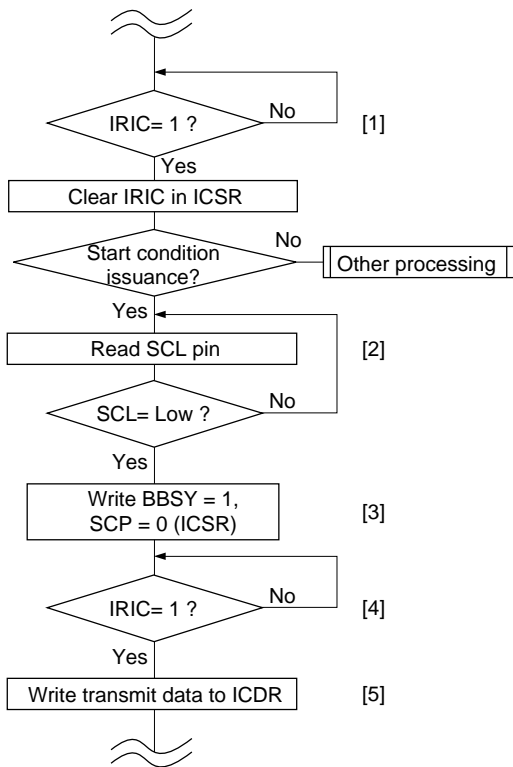 IRIC= 1 ?
No
[1]
Yes
Clear IRIC in ICSR
Start condition
issuance?
No
Other processing
Yes
Read SCL pin
[2]
SCL= Low ?
No
Yes
Write BBSY = 1,
SCP = 0 (ICSR)
[3]
IRIC= 1 ?
No
[4]
Yes
Write transmit data to ICDR
[5]